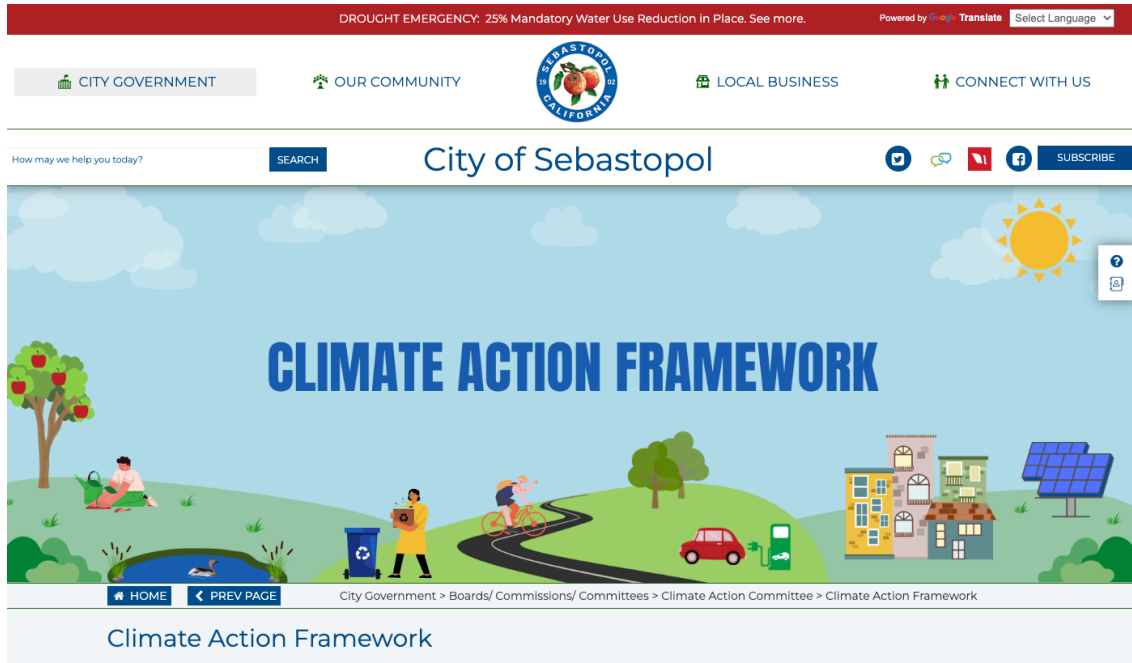 DROUGHT EMERGENCY: 25% Mandatory Water Use Reduction in Place. See more.
Powered by Google Translate
Select Language
CITY GOVERNMENT
OUR COMMUNITY
SEBASTOPOL
19 02
CALIFORNIA
LOCAL BUSINESS
CONNECT WITH US
How may we help you today?
SEARCH
City of Sebastopol
SUBSCRIBE
CLIMATE ACTION FRAMEWORK
HOME
PREV PAGE
City Government > Boards/ Commissions/ Committees > Climate Action Committee > Climate Action Framework
Climate Action Framework